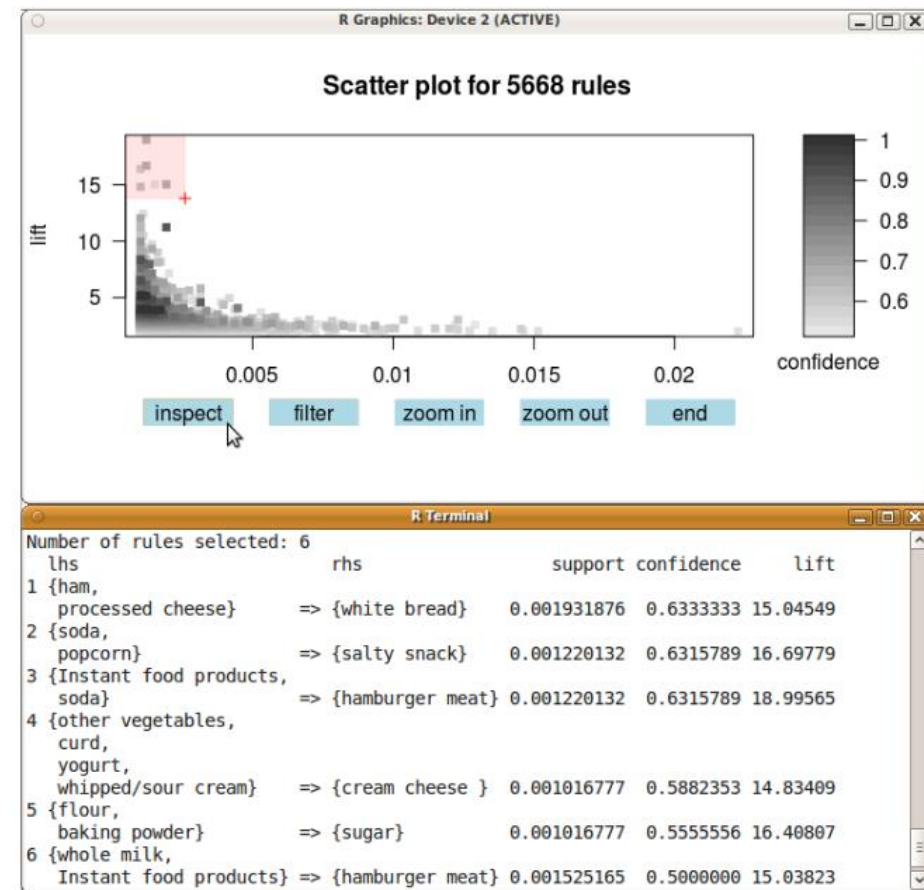 R Graphics: Device 2 (ACTIVE)
Scatter plot for 5668 rules
lift
15
10
5
0.005 0.01 0.015 0.02
1
0.9
0.8
0.7
0.6
confidence
inspect filter zoom in zoom out end
R Terminal
Number of rules selected: 6
lhs rhs support confidence lift
1 {ham,
processed cheese} => {white bread} 0.001931876 0.6333333 15.04549
2 {soda,
popcorn} => {salty snack} 0.001220132 0.6315789 16.69779
3 {Instant food products,
soda} => {hamburger meat} 0.001220132 0.6315789 18.99565
4 {other vegetables,
curd,
yogurt,
whipped/sour cream} => {cream cheese } 0.001016777 0.5882353 14.83409
5 {flour,
baking powder} => {sugar} 0.001016777 0.5555556 16.40807
6 {whole milk,
Instant food products} => {hamburger meat} 0.001525165 0.5000000 15.03823